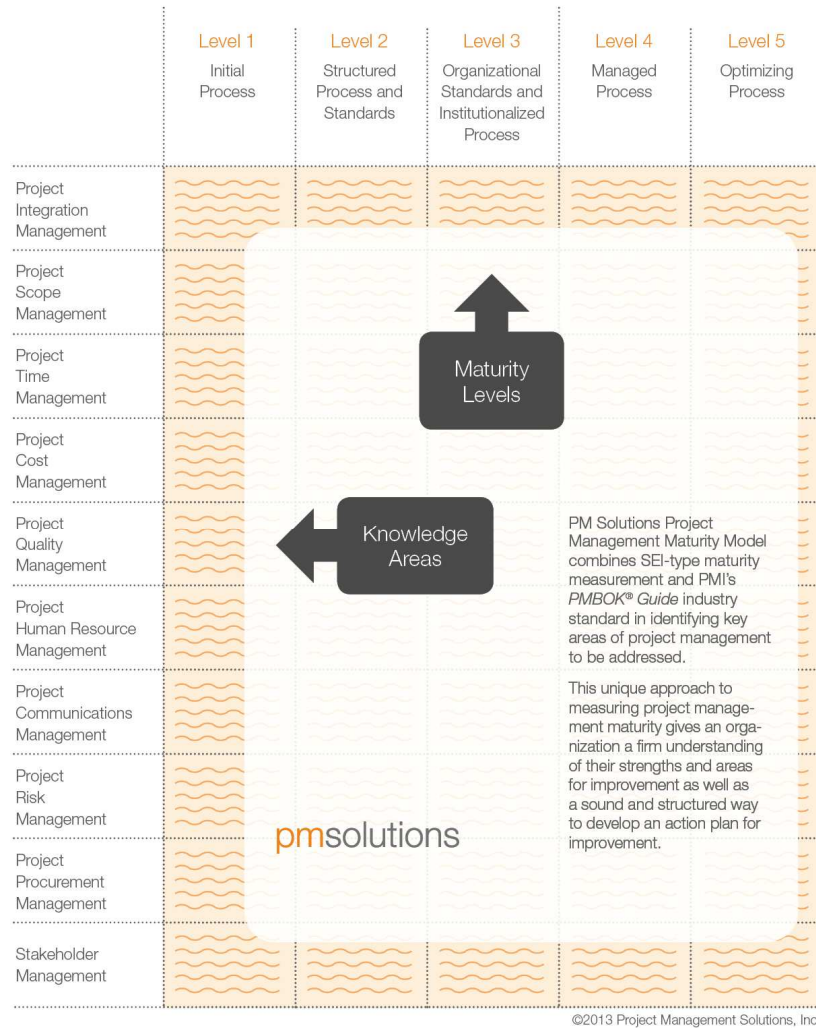 Level 1
Initial
Process
Level 2
Structured
Process and
Standards
Level 3
Organizational
Standards and
Institutionalized
Process
Level 4
Managed
Process
Level 5
Optimizing
Process
Project
Integration
Management
Project
Scope
Management
Project
Time
Management
Project
Cost
Management
Project
Quality
Management
Project
Human Resource
Management
Project
Communications
Management
Project
Risk
Management
Project
Procurement
Management
Stakeholder
Management
Maturity
Levels
Knowledge
Areas
PM Solutions Project
Management Maturity Model
combines SEI-type maturity
measurement and PMI’s
PMBOK® Guide industry
standard in identifying key
areas of project management
to be addressed.
This unique approach to
measuring project manage-
ment maturity gives an orga-
nization a firm understanding
of their strengths and areas
for improvement as well as
a sound and structured way
to develop an action plan for
improvement.
pmsolutions
©2013 Project Management Solutions, Inc